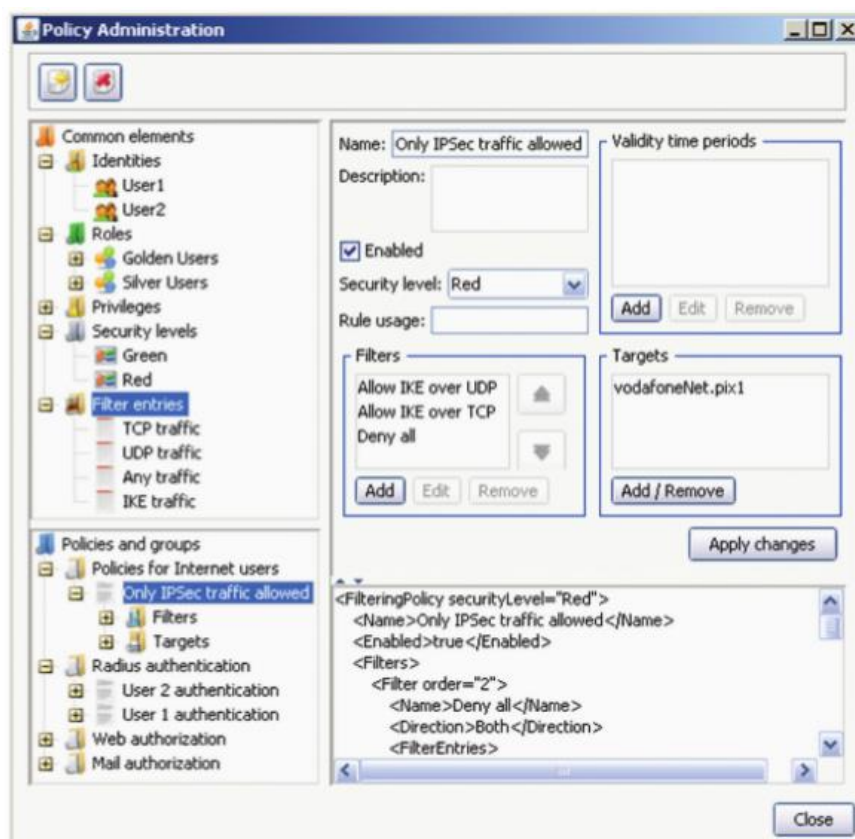 Policy Administration
Common elements
Identities
User1
User2
Roles
Golden Users
Silver Users
Privileges
Security levels
Green
Red
Filter entries
TCP traffic
UDP traffic
Any traffic
IKE traffic
Policies and groups
Policies for Internet users
Only IPSec traffic allowed
Filters
Targets
Radius authentication
User 2 authentication
User 1 authentication
Web authorization
Mail authorization
Name: Only IPSec traffic allowed
Description:
Enabled
Security level: Red
Rule usage:
Filters
Allow IKE over UDP
Allow IKE over TCP
Deny all
Add Edit Remove
Validity time periods
Add Edit Remove
Targets
vodafoneNet.pix1
Add / Remove
Apply changes
<FilteringPolicy securityLevel="Red">
<Name>Only IPSec traffic allowed</Name>
<Enabled>true</Enabled>
<Filters>
<Filter order="2">
<Name>Deny all</Name>
<Direction>Both</Direction>
<FilterEntries>
Close